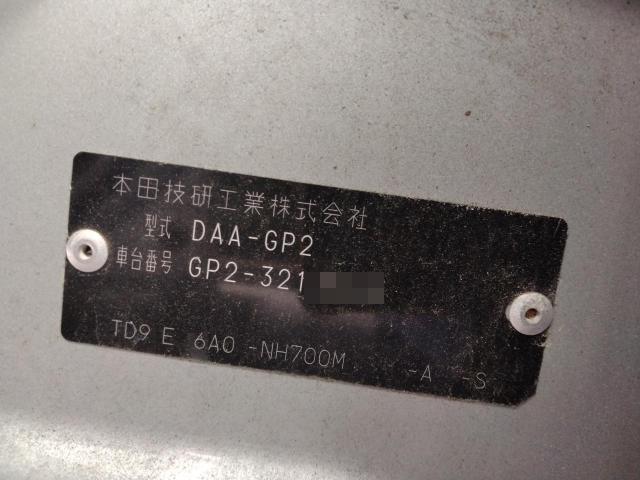 本田技研工業株式会社
型式 DAA-GP2
車台番号 GP2-321
TD9 E 6A0 -NH700M -A -S